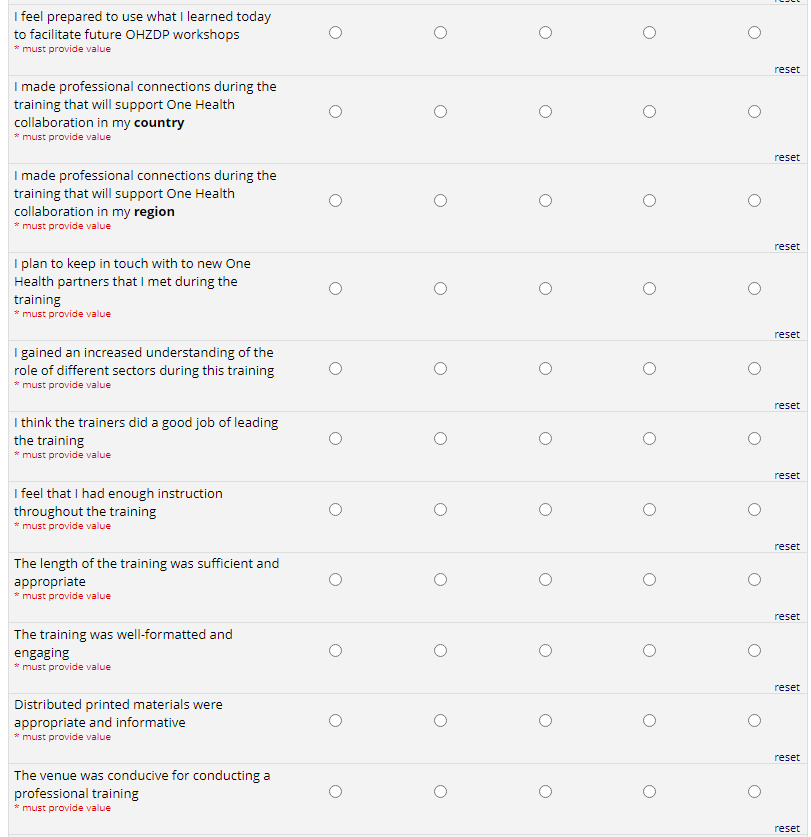 I feel prepared to use what I learned today
to facilitate future OHZDP workshops
* must provide value
reset
I made professional connections during the
training that will support One Health
collaboration in my country
* must provide value
reset
I made professional connections during the
training that will support One Health
collaboration in my region
* must provide value
reset
I plan to keep in touch with to new One
Health partners that I met during the
training
* must provide value
reset
I gained an increased understanding of the
role of different sectors during this training
* must provide value
reset
I think the trainers did a good job of leading
the training
* must provide value
reset
I feel that I had enough instruction
throughout the training
* must provide value
reset
The length of the training was sufficient and
appropriate
* must provide value
reset
The training was well-formatted and
engaging
* must provide value
reset
Distributed printed materials were
appropriate and informative
* must provide value
reset
The venue was conducive for conducting a
professional training
* must provide value
reset